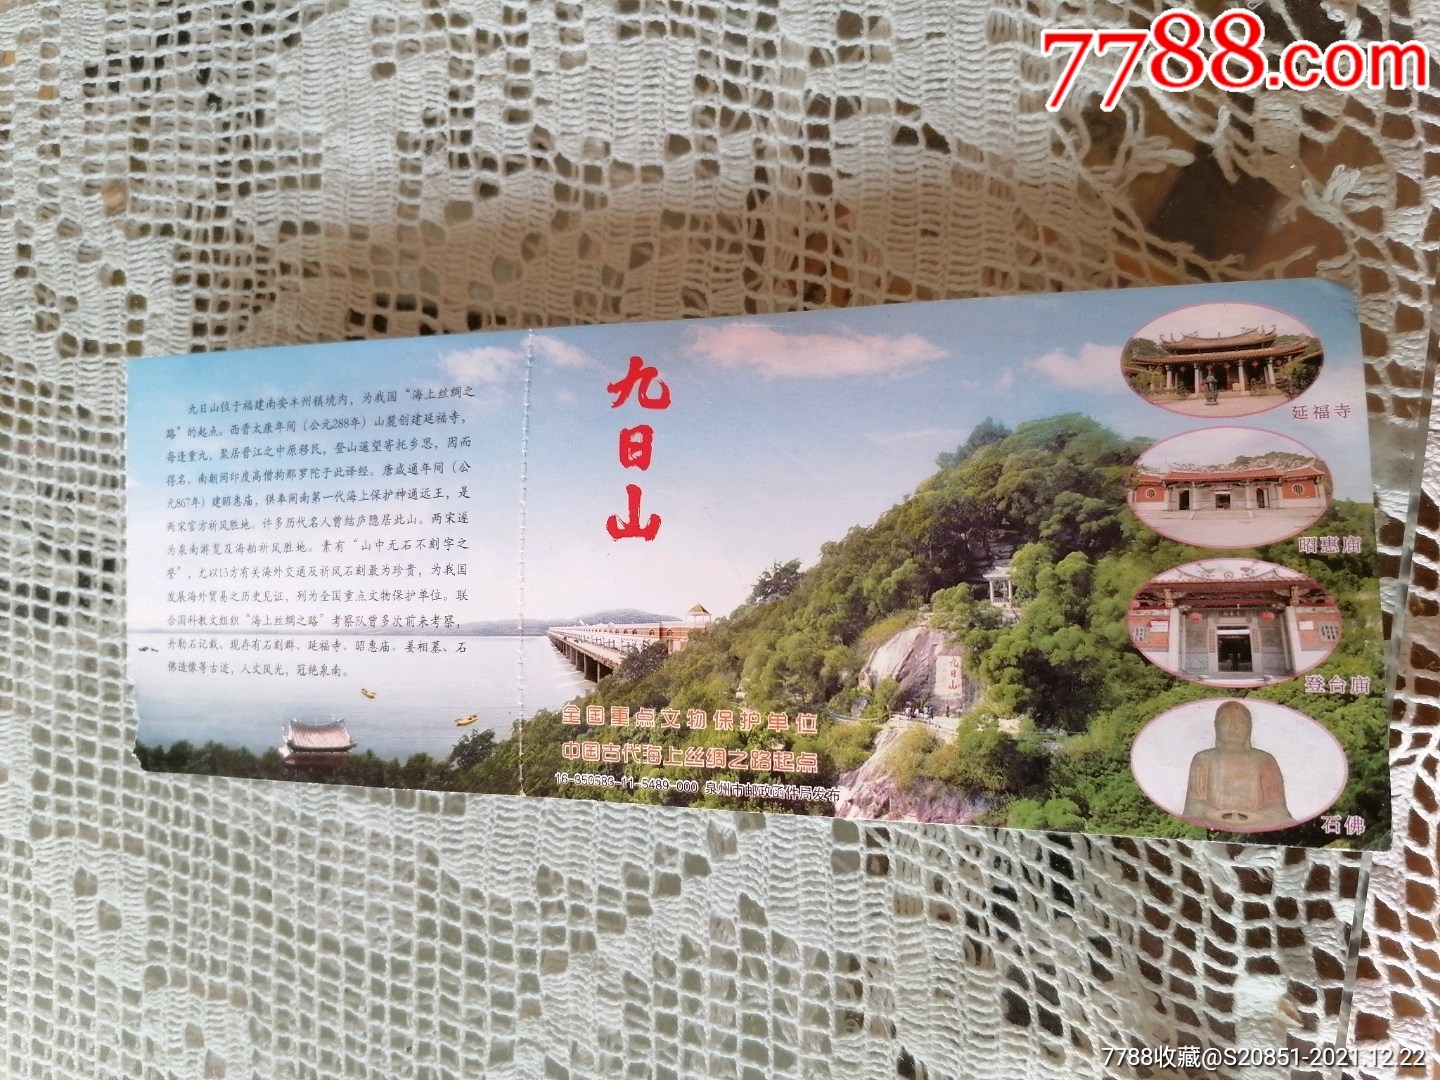 7788.com
九日山位于福建南安丰州镇境内，为我国“海上丝绸之
路”的起点。西晋太康年间（公元288年）山麓创建延福寺，
每逢重九，聚居晋江之中原移民，登山遥望寄托乡思，因而
得名。南朝间印度高僧拘那罗陀于此译经。唐咸通年间（公
元867年）建昭惠庙，供奉闽南第一代海上保护神通远王，是
两宋官方祈风胜地。许多历代名人曾结庐隐居此山。两宋遂
为泉南游览及海舶祈风胜地。素有“山中无石不刻字之
誉”，尤以13方有关海外交通及祈风石刻最为珍贵，为我国
发展海外贸易之历史见证，列为全国重点文物保护单位。联
合国科教文组织“海上丝绸之路”考察队曾多次前来考察，
并勒石记载。现存有石刻群、延福寺、昭惠庙、姜相墓、石
佛造像等古迹，人文风光，冠绝泉南。
九日山
九日山
全国重点文物保护单位
中国古代海上丝绸之路起点
16-350583-11-5489-000 泉州市邮政函件局发布
延福寺
昭惠庙
登台庙
石佛
7788收藏@S20851-2021.12.22